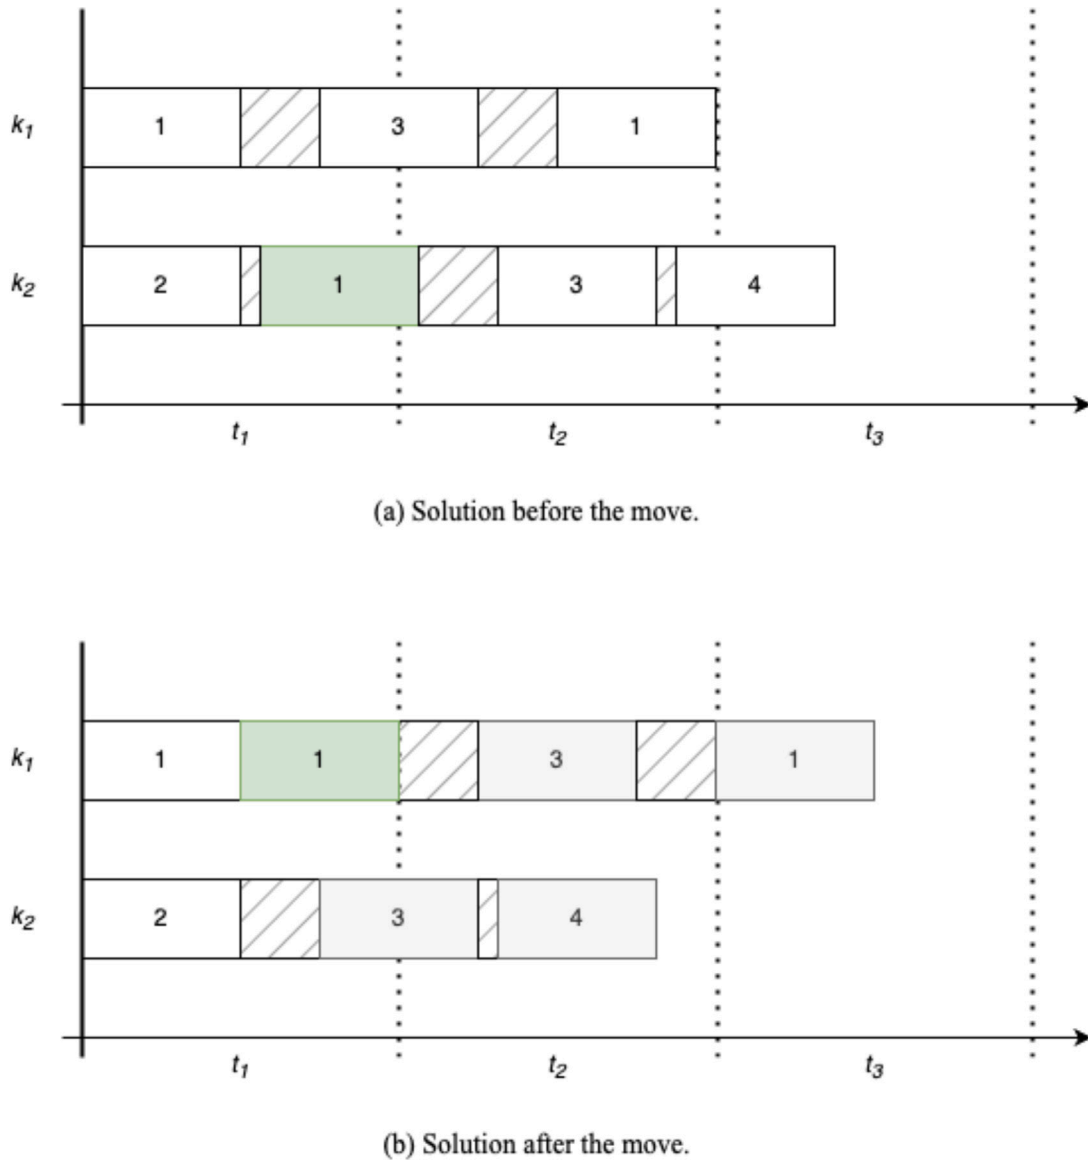 k1 1 3 1
k2 2 1 3 4
t1 t2 t3
(a) Solution before the move.
k1 1 1 3 1
k2 2 3 4
t1 t2 t3
(b) Solution after the move.